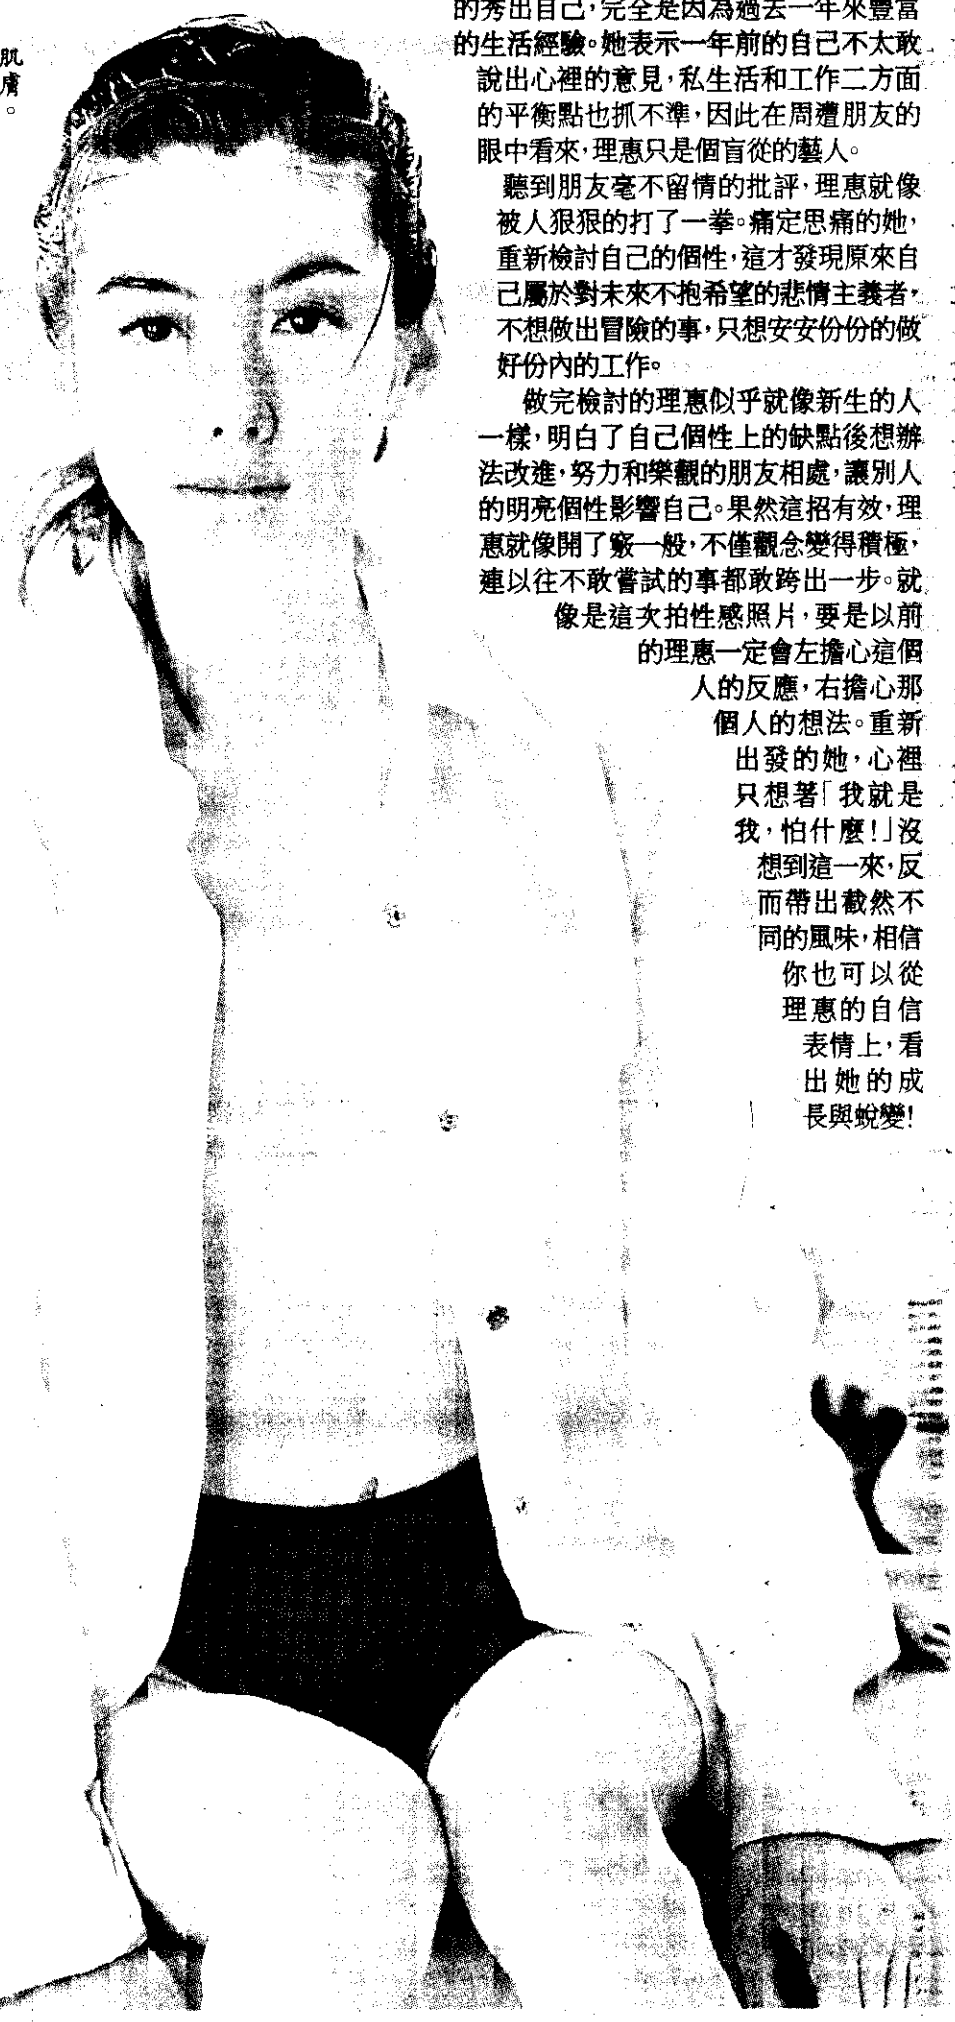 肌
膚
。
的秀出自己，完全是因為過去一年來豐富
的生活經驗。她表示一年前的自己不太敢
說出心裡的意見，私生活和工作二方面
的平衡點也抓不準，因此在周遭朋友的
眼中看來，理惠只是個盲從的藝人。
聽到朋友毫不留情的批評，理惠就像
被人狠狠的打了一拳。痛定思痛的她，
重新檢討自己的個性，這才發現原來自
己屬於對未來不抱希望的悲情主義者，
不想做出冒險的事，只想安安份份的做
好份內的工作。
做完檢討的理惠似乎就像新生的人
一樣，明白了自己個性上的缺點後想辦
法改進，努力和樂觀的朋友相處，讓別人
的明亮個性影響自己。果然這招有效，理
惠就像開了竅一般，不僅觀念變得積極，
連以往不敢嘗試的事都敢跨出一步。就
像是這次拍性感照片，要是以前
的理惠一定會左擔心這個
人的反應，右擔心那
個人的想法。重新
出發的她，心裡
只想著「我就是
我，怕什麼！」沒
想到這一來，反
而帶出截然不
同的風味，相信
你也可以從
理惠的自信
表情上，看
出她的成
長與蛻變！